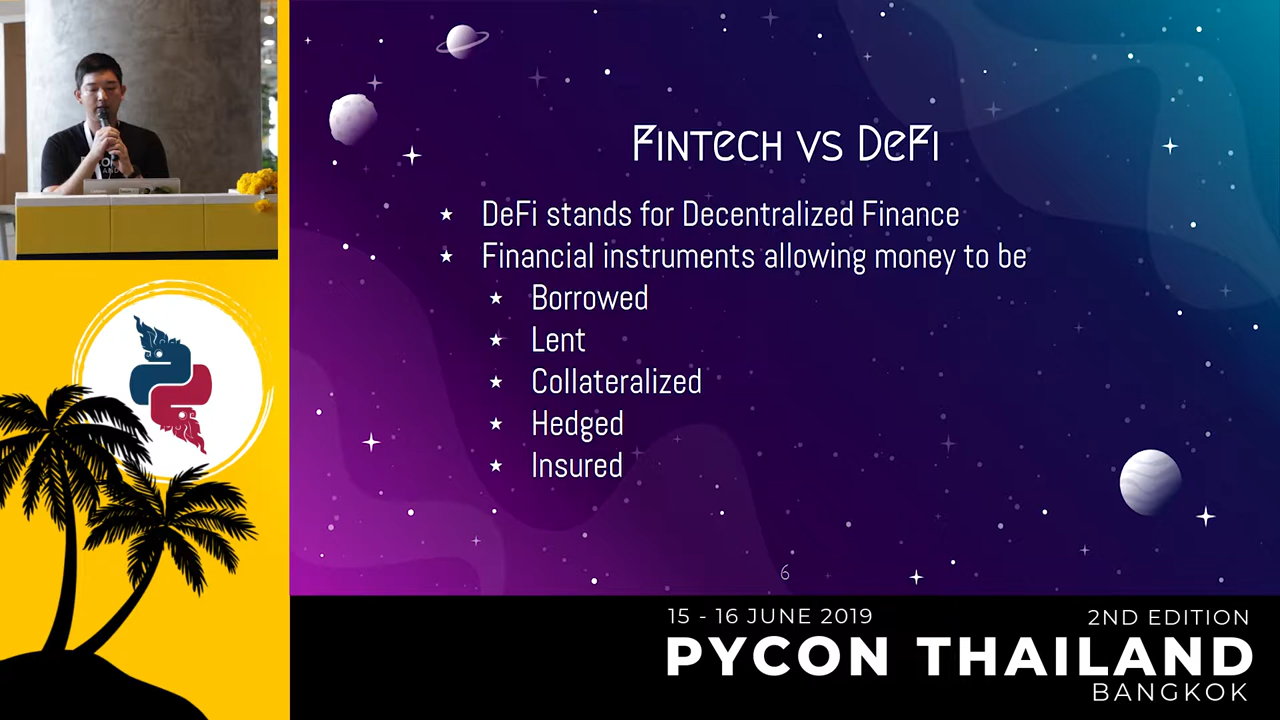 Fintech vs DeFi
DeFi stands for Decentralized Finance
Financial instruments allowing money to be
Borrowed
Lent
Collateralized
Hedged
Insured
6
15 - 16 JUNE 2019
2ND EDITION
PYCON THAILAND
BANGKOK